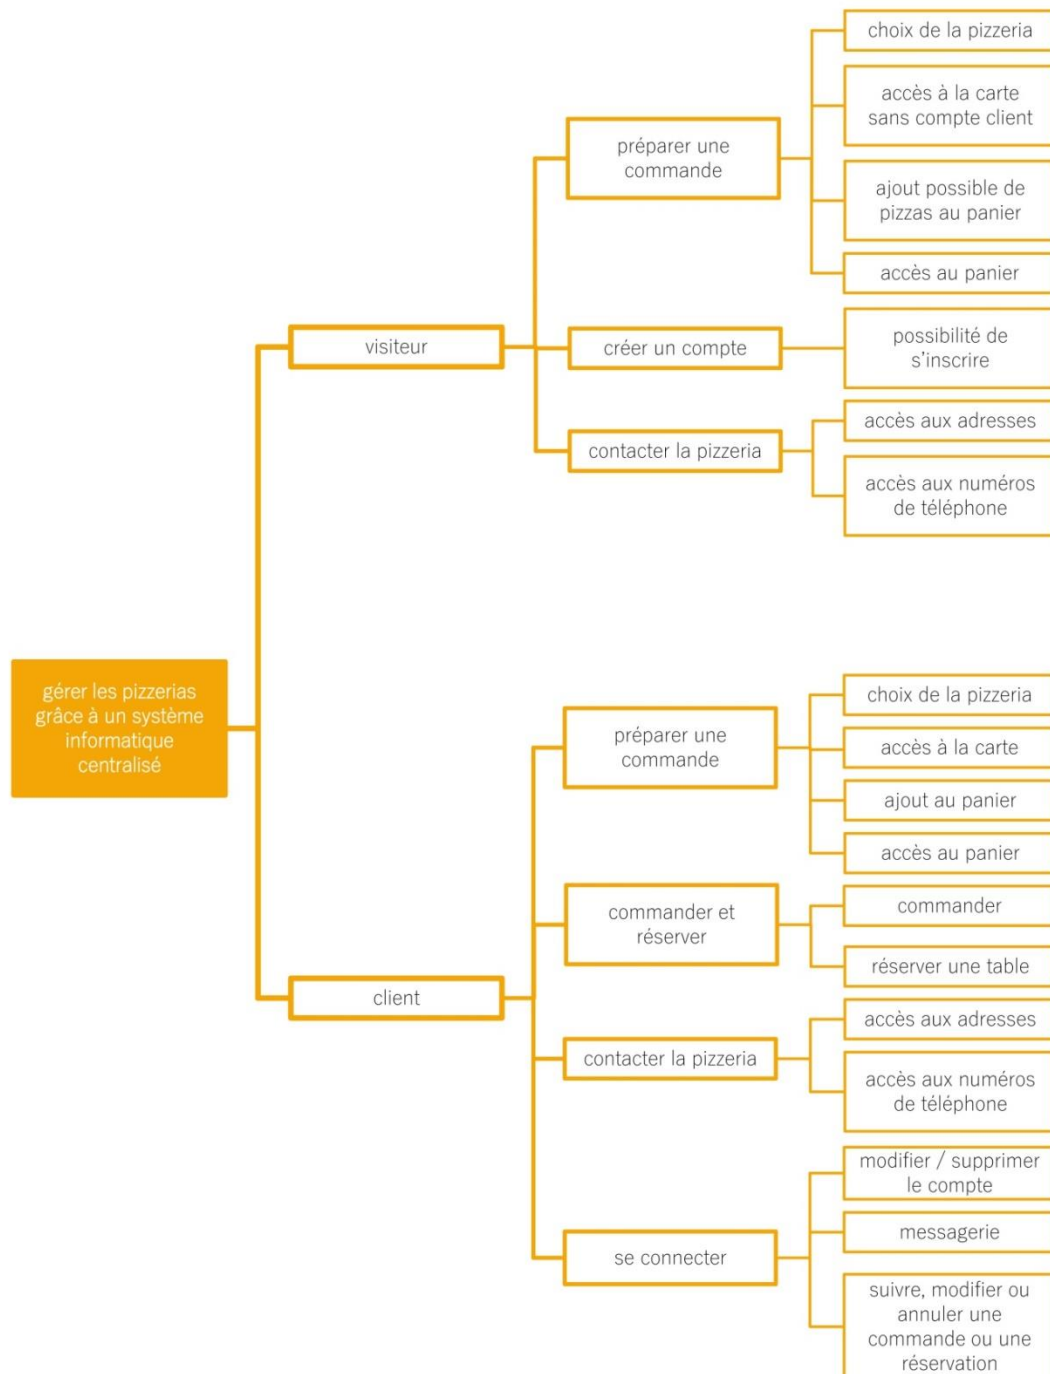 gérer les pizzerias
grâce à un système
informatique
centralisé
visiteur
préparer une
commande
choix de la pizzeria
accès à la carte
sans compte client
ajout possible de
pizzas au panier
accès au panier
créer un compte
possibilité de
s'inscrire
contacter la pizzeria
accès aux adresses
accès aux numéros
de téléphone
client
préparer une
commande
choix de la pizzeria
accès à la carte
ajout au panier
accès au panier
commander et
réserver
commander
réserver une table
contacter la pizzeria
accès aux adresses
accès aux numéros
de téléphone
se connecter
modifier / supprimer
le compte
messagerie
suivre, modifier ou
annuler une
commande ou une
réservation